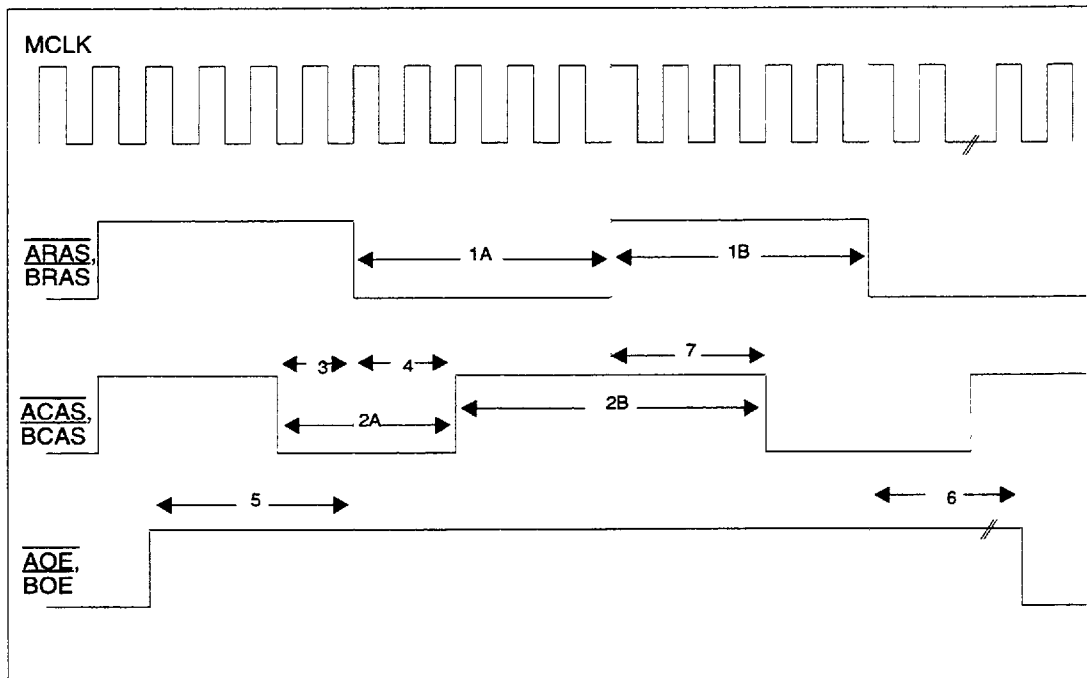 MCLK
ARAS,
BRAS
1A
1B
3
4
7
ACAS,
BCAS
2A
2B
5
6
AOE,
BOE